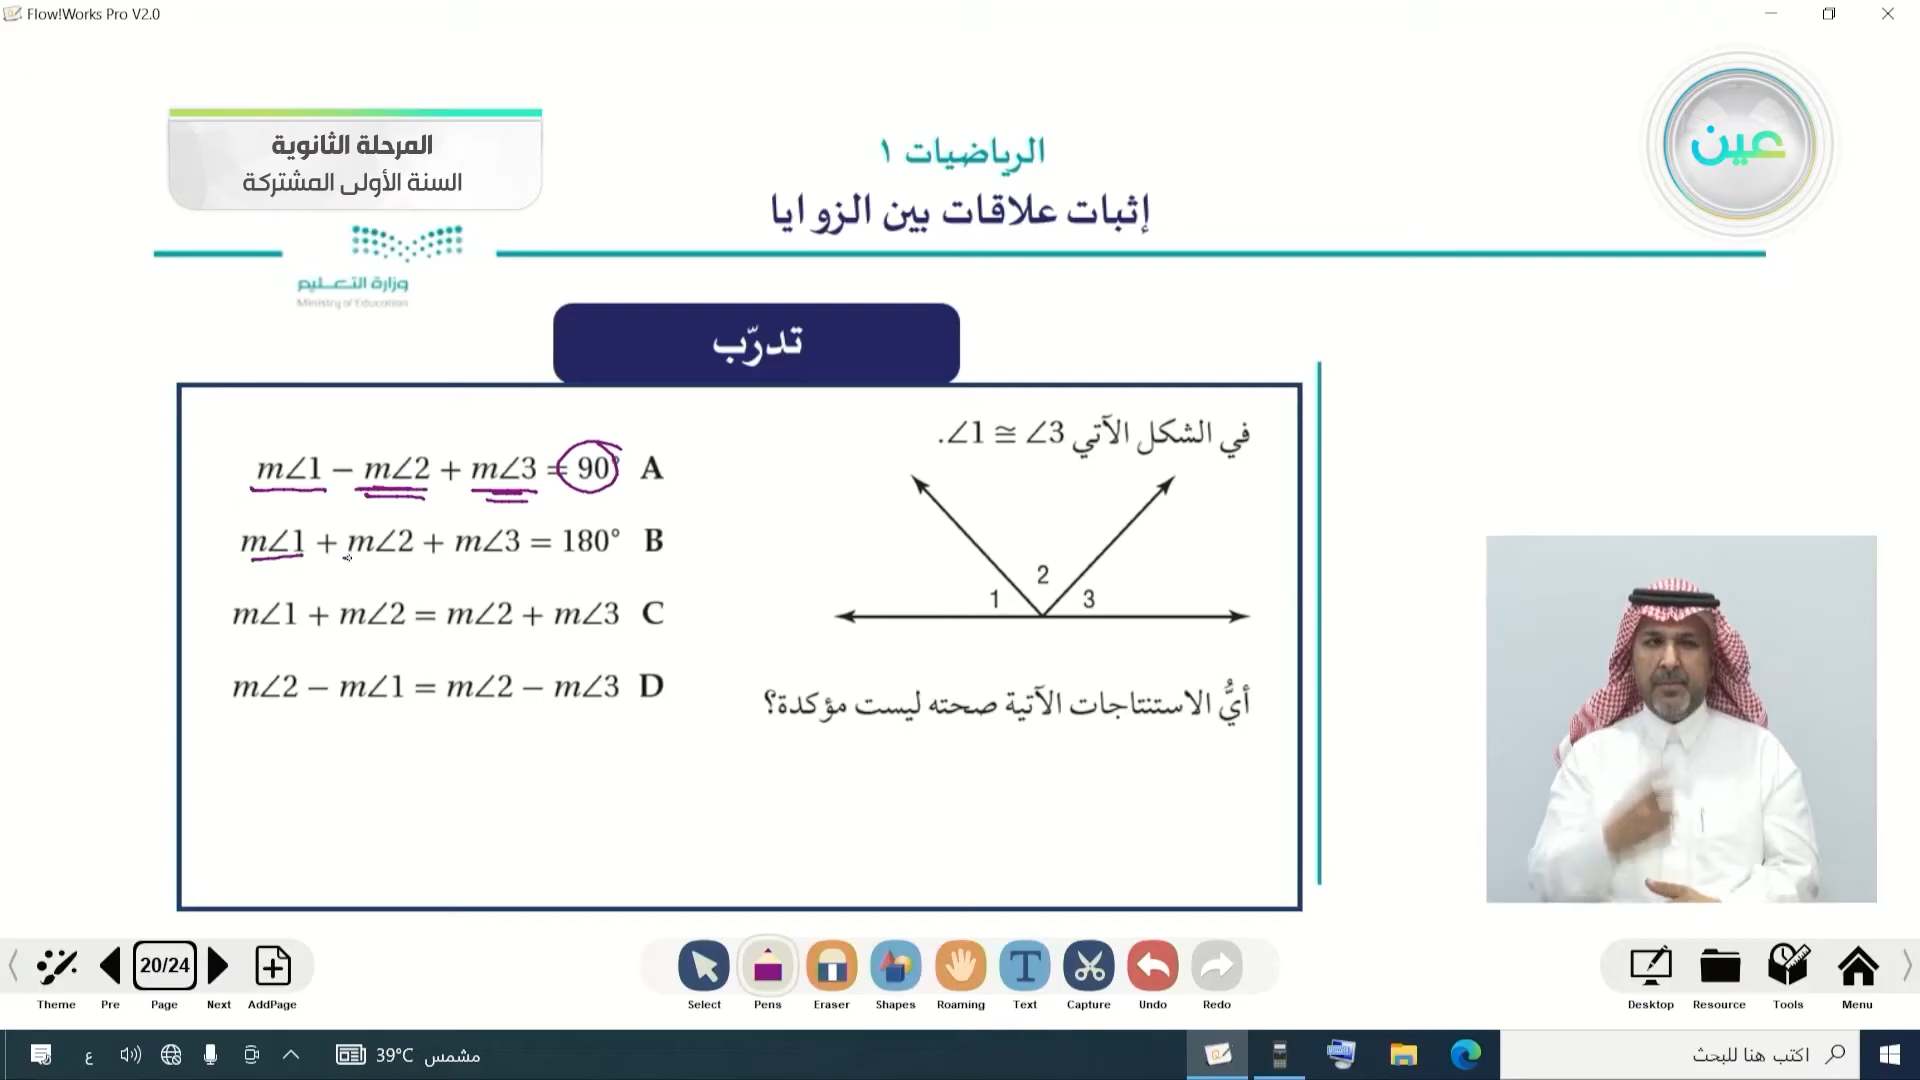 Flow!Works Pro V2.0
عين
المرحلة الثانوية
السنة الأولى المشتركة
الرياضيات ١
إثبات علاقات بين الزوايا
وزارة التعليم
Ministry of Education
تدرّب
في الشكل الآتي ∠1 ≅ ∠3.
1
2
3
أيُّ الاستنتاجات الآتية صحته ليست مؤكدة؟
A m∠1 − m∠2 + m∠3 = 90°
B m∠1 + m∠2 + m∠3 = 180°
C m∠1 + m∠2 = m∠2 + m∠3
D m∠2 − m∠1 = m∠2 − m∠3
20/24
Theme Pre Page Next AddPage
T
Select Pens Eraser Shapes Roaming Text Capture Undo Redo
Desktop Resource Tools Menu
ع
39°C مشمس
اكتب هنا للبحث